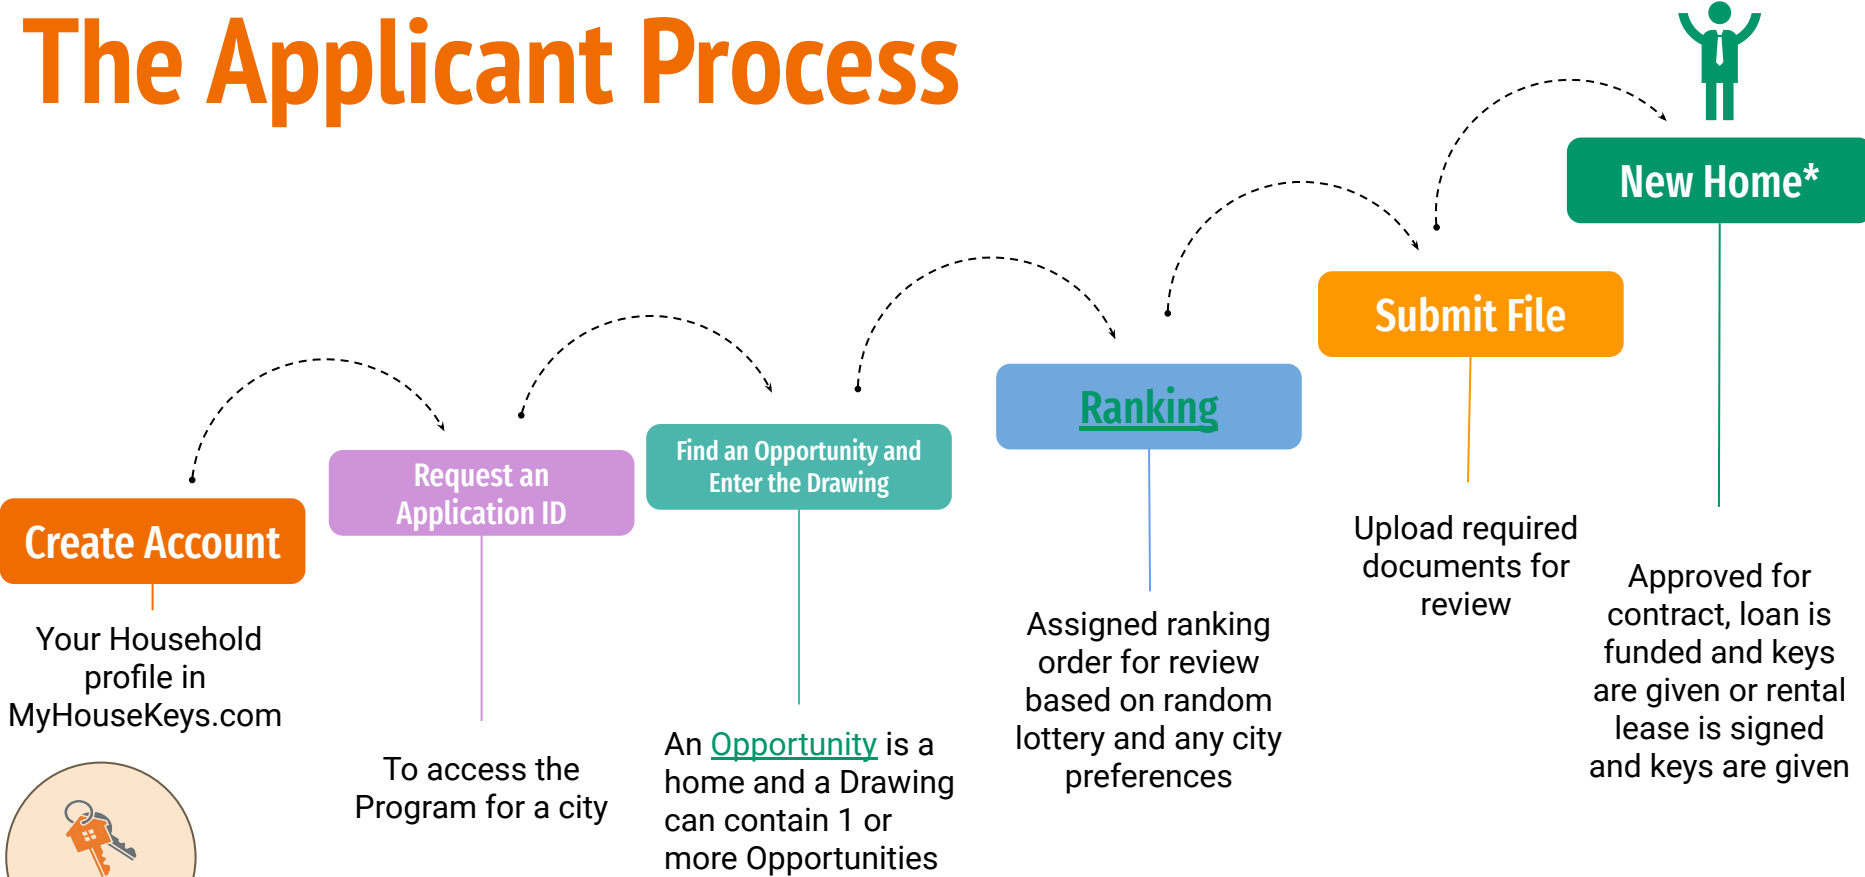 The Applicant Process
Create Account
Your Household
profile in
MyHouseKeys.com
Request an
Application ID
To access the
Program for a city
Find an Opportunity and
Enter the Drawing
An Opportunity is a
home and a Drawing
can contain 1 or
more Opportunities
Ranking
Assigned ranking
order for review
based on random
lottery and any city
preferences
Submit File
Upload required
documents for
review
New Home*
Approved for
contract, loan is
funded and keys
are given or rental
lease is signed
and keys are given